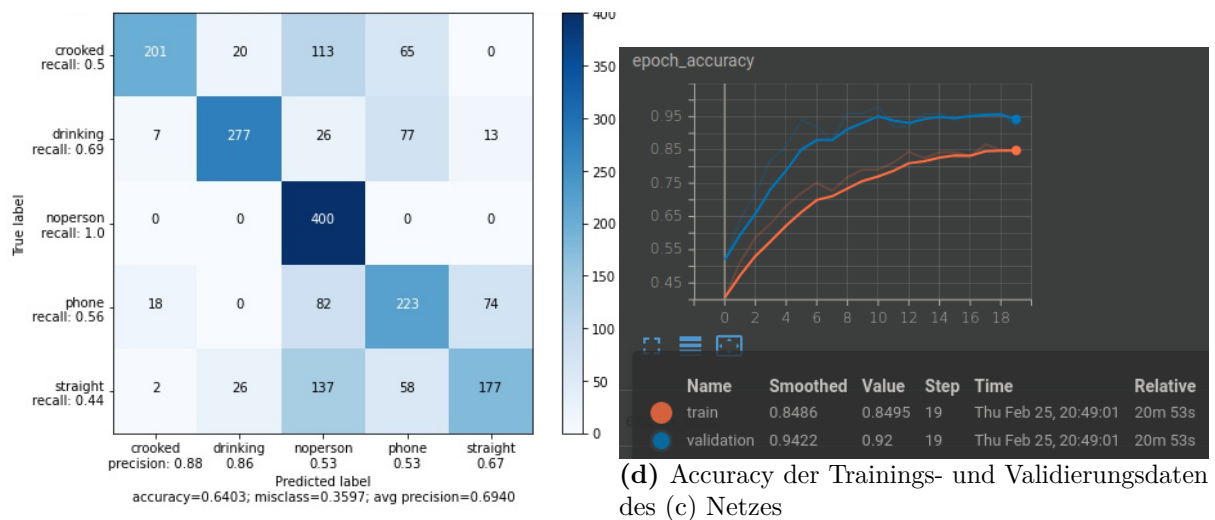 crooked
recall: 0.5
201 20 113 65 0
drinking
recall: 0.69
7 277 26 77 13
noperson
recall: 1.0
0 0 400 0 0
phone
recall: 0.56
18 0 82 223 74
straight
recall: 0.44
2 26 137 58 177
True label
crooked drinking noperson phone straight
precision: 0.88 0.86 0.53 0.53 0.67
Predicted label
accuracy=0.6403; misclass=0.3597; avg precision=0.6940
400
350
300
250
200
150
100
50
0
epoch_accuracy
0.95
0.85
0.75
0.65
0.55
0.45
0 2 4 6 8 10 12 14 16 18
Name Smoothed Value Step Time Relative
train 0.8486 0.8495 19 Thu Feb 25, 20:49:01 20m 53s
validation 0.9422 0.92 19 Thu Feb 25, 20:49:01 20m 53s
(d) Accuracy der Trainings- und Validierungsdaten
des (c) Netzes